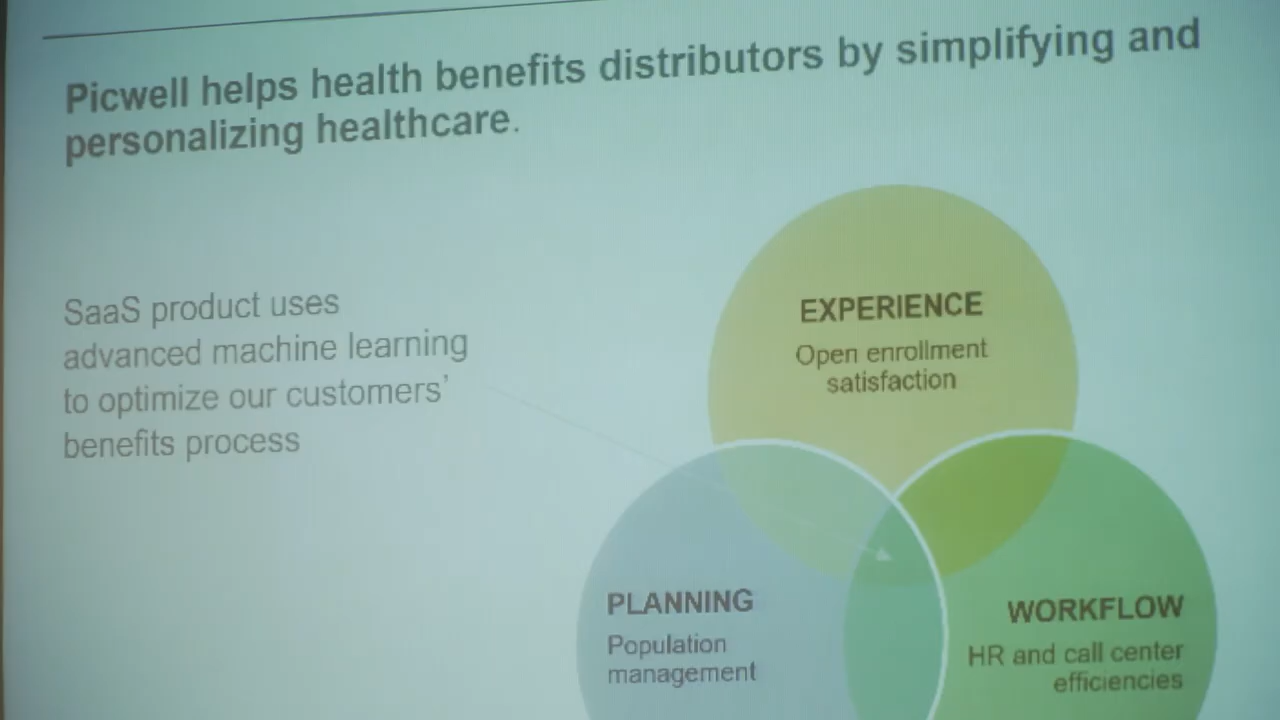 Picwell helps health benefits distributors by simplifying and
personalizing healthcare.
SaaS product uses
advanced machine learning
to optimize our customers’
benefits process
EXPERIENCE
Open enrollment
satisfaction
PLANNING
Population
management
WORKFLOW
HR and call center
efficiencies